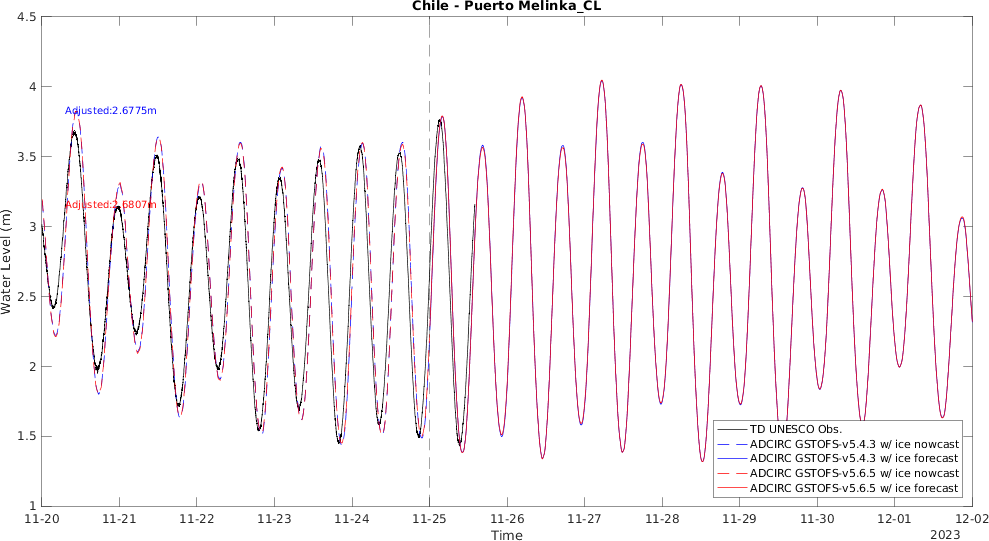 Chile - Puerto Melinka_CL
4.5
4
3.5
3
2.5
2
1.5
1
Water Level (m)
Adjusted:2.6775m
Adjusted:2.6807m
TD UNESCO Obs.
ADCIRC GSTOFS-v5.4.3 w/ ice nowcast
ADCIRC GSTOFS-v5.4.3 w/ ice forecast
ADCIRC GSTOFS-v5.6.5 w/ ice nowcast
ADCIRC GSTOFS-v5.6.5 w/ ice forecast
11-20 11-21 11-22 11-23 11-24 11-25 11-26 11-27 11-28 11-29 11-30 12-01 12-02
Time
2023